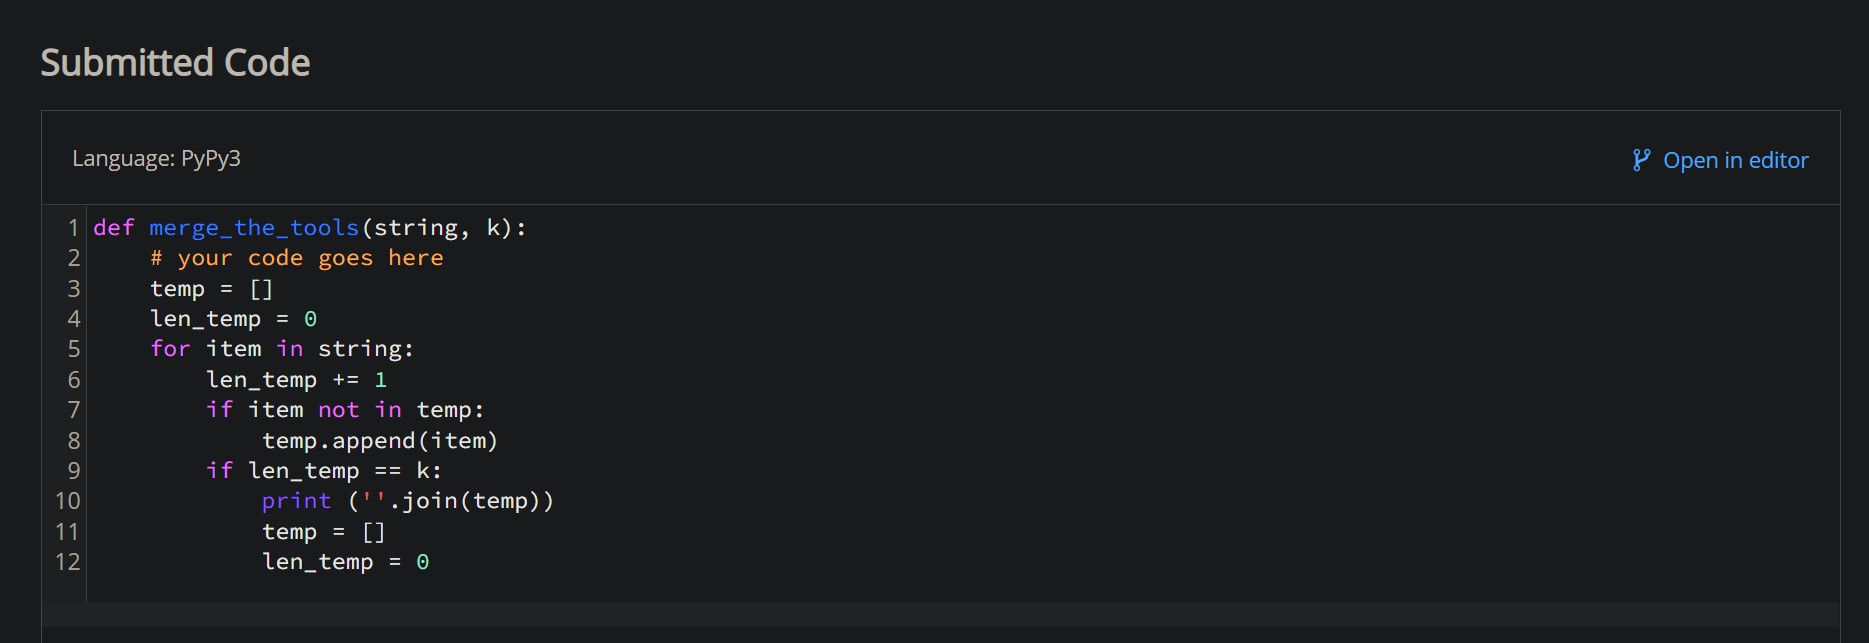 Submitted Code
Language: PyPy3
Open in editor
1 def merge_the_tools(string, k):
2     # your code goes here
3     temp = []
4     len_temp = 0
5     for item in string:
6         len_temp += 1
7         if item not in temp:
8             temp.append(item)
9         if len_temp == k:
10             print (''.join(temp))
11             temp = []
12             len_temp = 0